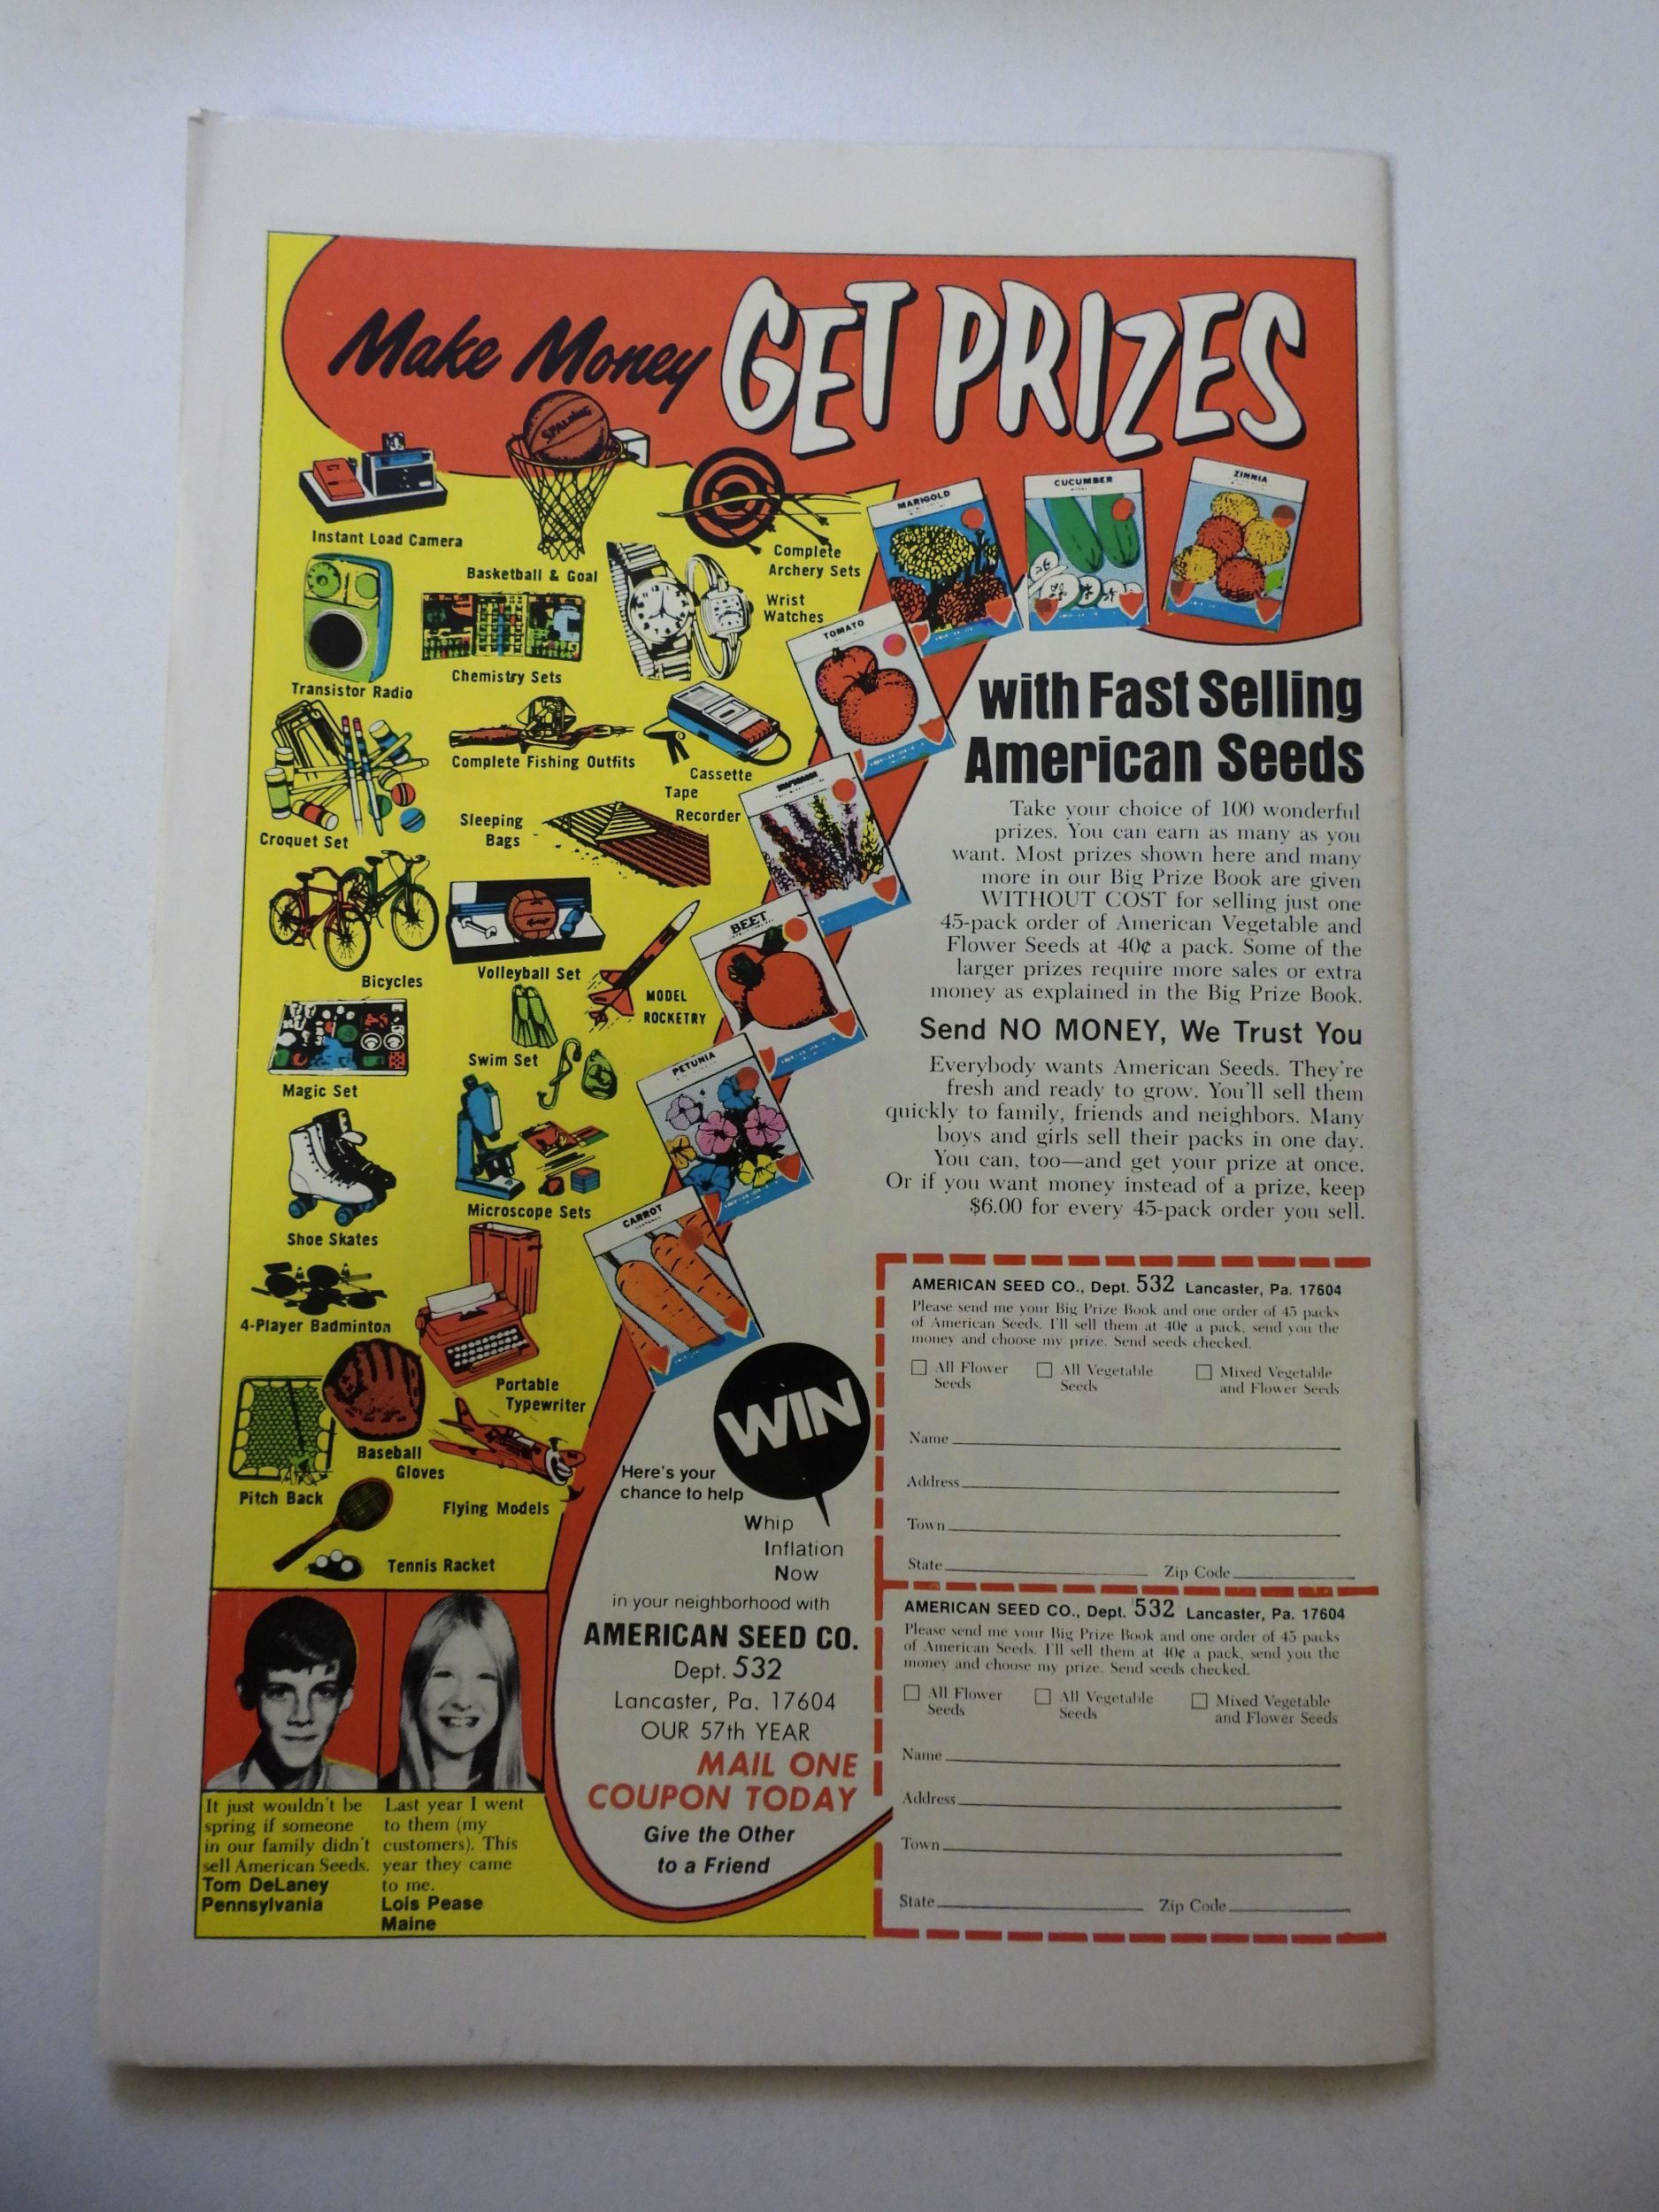 Make Money GET PRIZES
SPALDING
Instant Load Camera
Basketball & Goal
Complete
Archery Sets
Wrist
Watches
Transistor Radio
Chemistry Sets
Complete Fishing Outfits
Cassette
Tape
Recorder
Croquet Set
Sleeping
Bags
Bicycles
Volleyball Set
MODEL
ROCKETRY
Magic Set
Swim Set
Shoe Skates
Microscope Sets
4-Player Badminton
Portable
Typewriter
Baseball
Gloves
Pitch Back
Flying Models
Tennis Racket
MARIGOLD
CUCUMBER
ZINNIA
TOMATO
BEET
PETUNIA
CARROT
with Fast Selling
American Seeds
Take your choice of 100 wonderful
prizes. You can earn as many as you
want. Most prizes shown here and many
more in our Big Prize Book are given
WITHOUT COST for selling just one
45-pack order of American Vegetable and
Flower Seeds at 40¢ a pack. Some of the
larger prizes require more sales or extra
money as explained in the Big Prize Book.
Send NO MONEY, We Trust You
Everybody wants American Seeds. They're
fresh and ready to grow. You'll sell them
quickly to family, friends and neighbors. Many
boys and girls sell their packs in one day.
You can, too—and get your prize at once.
Or if you want money instead of a prize, keep
$6.00 for every 45-pack order you sell.
WIN
Here's your
chance to help
Whip
Inflation
Now
in your neighborhood with
AMERICAN SEED CO.
Dept. 532
Lancaster, Pa. 17604
OUR 57th YEAR
MAIL ONE
COUPON TODAY
Give the Other
to a Friend
It just wouldn't be
spring if someone
in our family didn't
sell American Seeds.
Tom DeLaney
Pennsylvania
Last year I went
to them (my
customers). This
year they came
to me.
Lois Pease
Maine
AMERICAN SEED CO., Dept. 532 Lancaster, Pa. 17604
Please send me your Big Prize Book and one order of 45 packs
of American Seeds. I'll sell them at 40¢ a pack, send you the
money and choose my prize. Send seeds checked.
All Flower
Seeds
All Vegetable
Seeds
Mixed Vegetable
and Flower Seeds
Name
Address
Town
State Zip Code
AMERICAN SEED CO., Dept. 532 Lancaster, Pa. 17604
Please send me your Big Prize Book and one order of 45 packs
of American Seeds. I'll sell them at 40¢ a pack, send you the
money and choose my prize. Send seeds checked.
All Flower
Seeds
All Vegetable
Seeds
Mixed Vegetable
and Flower Seeds
Name
Address
Town
State Zip Code